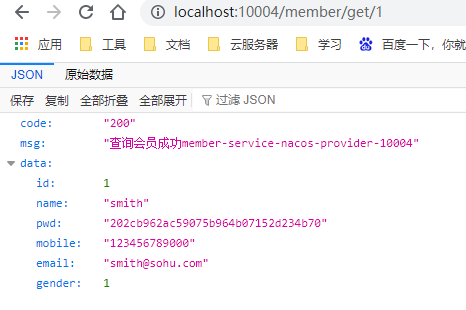 localhost:10004/member/get/1
应用 工具 文档 云服务器 学习 百度一下，你就
JSON 原始数据
保存 复制 全部折叠 全部展开 过滤 JSON
code: "200"
msg: "查询会员成功member-service-nacos-provider-10004"
data:
id: 1
name: "smith"
pwd: "202cb962ac59075b964b07152d234b70"
mobile: "123456789000"
email: "smith@sohu.com"
gender: 1